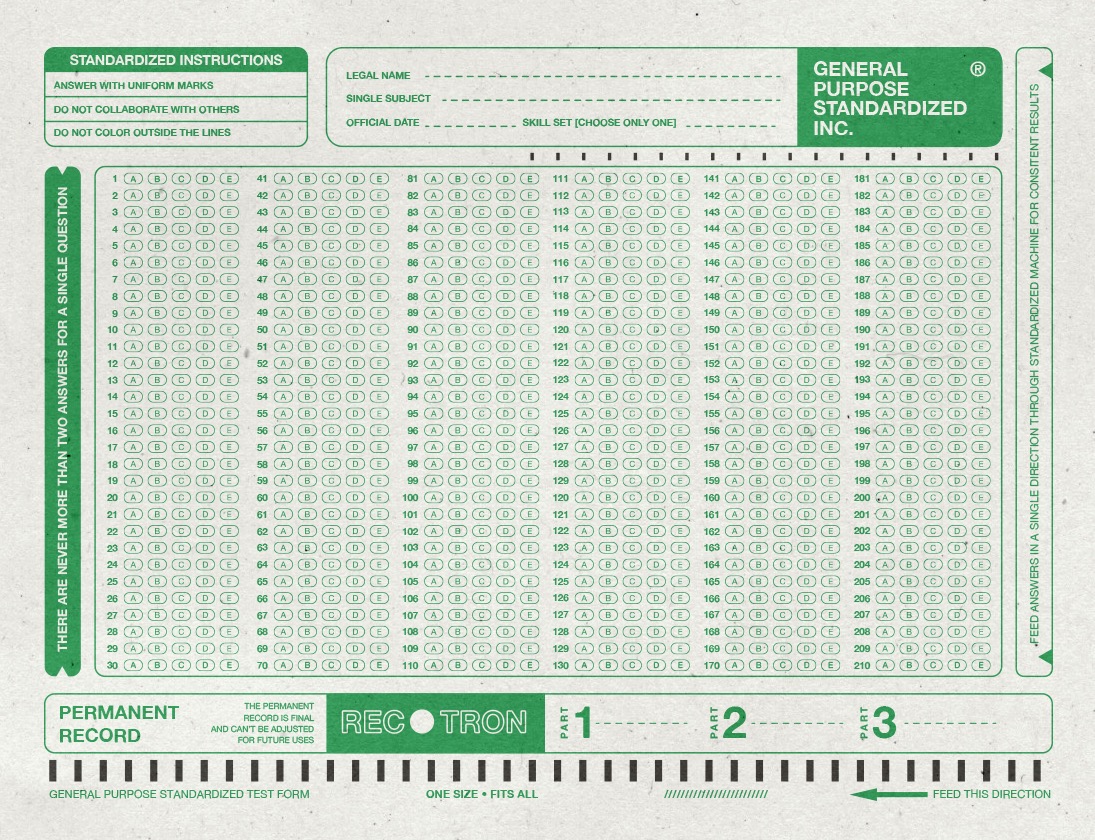 STANDARDIZED INSTRUCTIONS
ANSWER WITH UNIFORM MARKS
DO NOT COLLABORATE WITH OTHERS
DO NOT COLOR OUTSIDE THE LINES
LEGAL NAME
SINGLE SUBJECT
OFFICIAL DATE SKILL SET [CHOOSE ONLY ONE]
GENERAL ®
PURPOSE
STANDARDIZED
INC.
THERE ARE NEVER MORE THAN TWO ANSWERS FOR A SINGLE QUESTION
1 A B C D E 41 A B C D E 81 A B C D E 111 A B C D E 141 A B C D E 181 A B C D E
2 A B C D E 42 A B C D E 82 A B C D E 112 A B C D E 142 A B C D E 182 A B C D E
3 A B C D E 43 A B C D E 83 A B C D E 113 A B C D E 143 A B C D E 183 A B C D E
4 A B C D E 44 A B C D E 84 A B C D E 114 A B C D E 144 A B C D E 184 A B C D E
5 A B C D E 45 A B C D E 85 A B C D E 115 A B C D E 145 A B C D E 185 A B C D E
6 A B C D E 46 A B C D E 86 A B C D E 116 A B C D E 146 A B C D E 186 A B C D E
7 A B C D E 47 A B C D E 87 A B C D E 117 A B C D E 147 A B C D E 187 A B C D E
8 A B C D E 48 A B C D E 88 A B C D E 118 A B C D E 148 A B C D E 188 A B C D E
9 A B C D E 49 A B C D E 89 A B C D E 119 A B C D E 149 A B C D E 189 A B C D E
10 A B C D E 50 A B C D E 90 A B C D E 120 A B C D E 150 A B C D E 190 A B C D E
11 A B C D E 51 A B C D E 91 A B C D E 121 A B C D E 151 A B C D E 191 A B C D E
12 A B C D E 52 A B C D E 92 A B C D E 122 A B C D E 152 A B C D E 192 A B C D E
13 A B C D E 53 A B C D E 93 A B C D E 123 A B C D E 153 A B C D E 193 A B C D E
14 A B C D E 54 A B C D E 94 A B C D E 124 A B C D E 154 A B C D E 194 A B C D E
15 A B C D E 55 A B C D E 95 A B C D E 125 A B C D E 155 A B C D E 195 A B C D E
16 A B C D E 56 A B C D E 96 A B C D E 126 A B C D E 156 A B C D E 196 A B C D E
17 A B C D E 57 A B C D E 97 A B C D E 127 A B C D E 157 A B C D E 197 A B C D E
18 A B C D E 58 A B C D E 98 A B C D E 128 A B C D E 158 A B C D E 198 A B C D E
19 A B C D E 59 A B C D E 99 A B C D E 129 A B C D E 159 A B C D E 199 A B C D E
20 A B C D E 60 A B C D E 100 A B C D E 120 A B C D E 160 A B C D E 200 A B C D E
21 A B C D E 61 A B C D E 101 A B C D E 121 A B C D E 161 A B C D E 201 A B C D E
22 A B C D E 62 A B C D E 102 A B C D E 122 A B C D E 162 A B C D E 202 A B C D E
23 A B C D E 63 A B C D E 103 A B C D E 123 A B C D E 163 A B C D E 203 A B C D E
24 A B C D E 64 A B C D E 104 A B C D E 124 A B C D E 164 A B C D E 204 A B C D E
25 A B C D E 65 A B C D E 105 A B C D E 125 A B C D E 165 A B C D E 205 A B C D E
26 A B C D E 66 A B C D E 106 A B C D E 126 A B C D E 166 A B C D E 206 A B C D E
27 A B C D E 67 A B C D E 107 A B C D E 127 A B C D E 167 A B C D E 207 A B C D E
28 A B C D E 68 A B C D E 108 A B C D E 128 A B C D E 168 A B C D E 208 A B C D E
29 A B C D E 69 A B C D E 109 A B C D E 129 A B C D E 169 A B C D E 209 A B C D E
30 A B C D E 70 A B C D E 110 A B C D E 130 A B C D E 170 A B C D E 210 A B C D E
FEED ANSWERS IN A SINGLE DIRECTION THROUGH STANDARDIZED MACHINE FOR CONSTENT RESULTS
PERMANENT
RECORD
THE PERMANENT
RECORD IS FINAL
AND CAN'T BE ADJUSTED
FOR FUTURE USES
REC TRON
PART 1
PART 2
PART 3
GENERAL PURPOSE STANDARDIZED TEST FORM
ONE SIZE • FITS ALL
FEED THIS DIRECTION